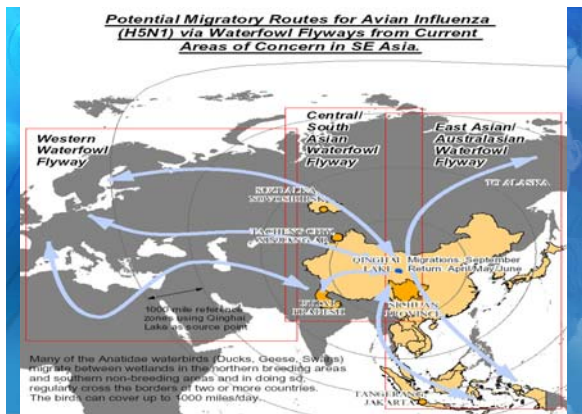 Potential Migratory Routes for Avian Influenza
(H5N1) via Waterfowl Flyways from Current
Areas of Concern in SE Asia.
Western
Waterfowl
Flyway
Central/
South
Asian
Waterfowl
Flyway
East Asian/
Australasian
Waterfowl
Flyway
TO ALASKA
NOVOSIBIRSK
TACHENG CITY
QINGHAI
LAKE
Migrations: September
Return: April/May/June
SICHUAN
PROVINCE
PRADESH
1000 mile reference
zones using Qinghai
Lake as source point
Many of the Anatidae waterbirds (Ducks, Geese, Swans)
migrate between wetlands in the northern breeding areas
and southern non-breeding areas and in doing so,
regularly cross the borders of two or more countries.
The birds can cover up to 1000 miles/day.
TANGERANG
JAKARTA